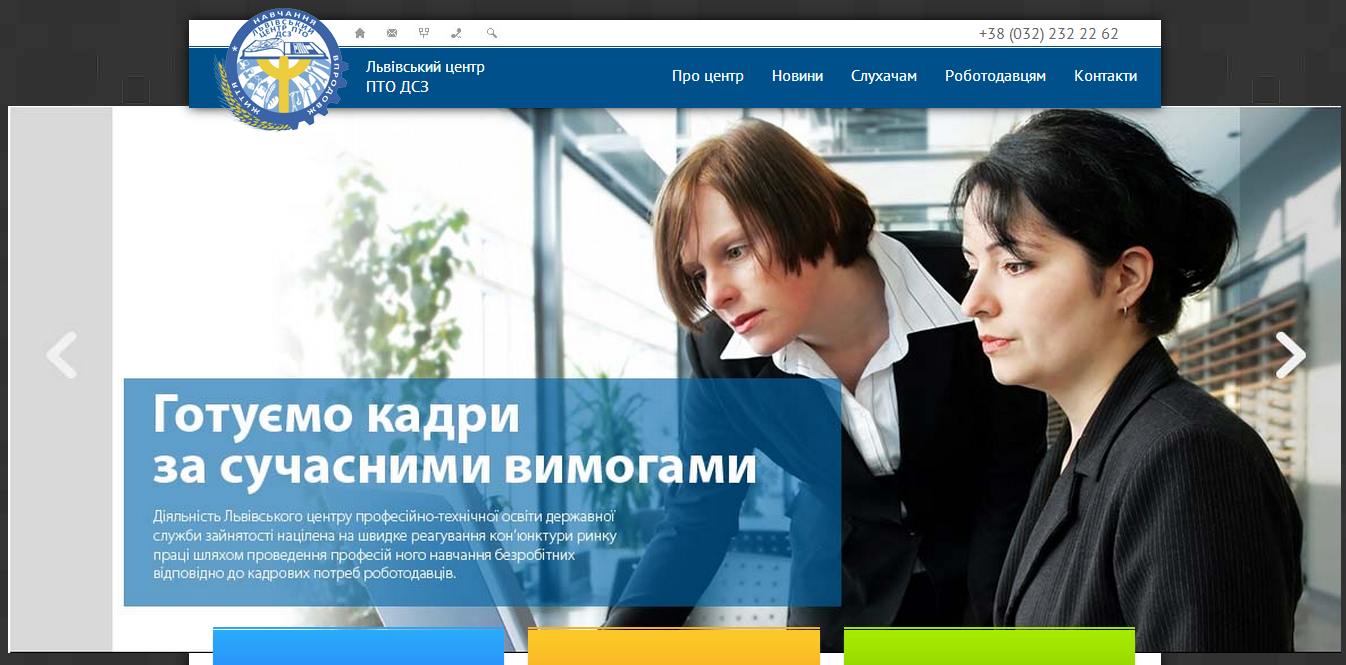 НАВЧАННЯ ВПРОДОВЖ ЖИТТЯ
ЛЬВІВСЬКИЙ
ЦЕНТР ПТО
ДСЗ
+38 (032) 232 22 62
Львівський центр
ПТО ДСЗ
Про центр Новини Слухачам Роботодавцям Контакти
Готуємо кадри
за сучасними вимогами
Діяльність Львівського центру професійно-технічної освіти державної
служби зайнятості націлена на швидке реагування кон’юнктури ринку
праці шляхом проведення професій ного навчання безробітних
відповідно до кадрових потреб роботодавців.